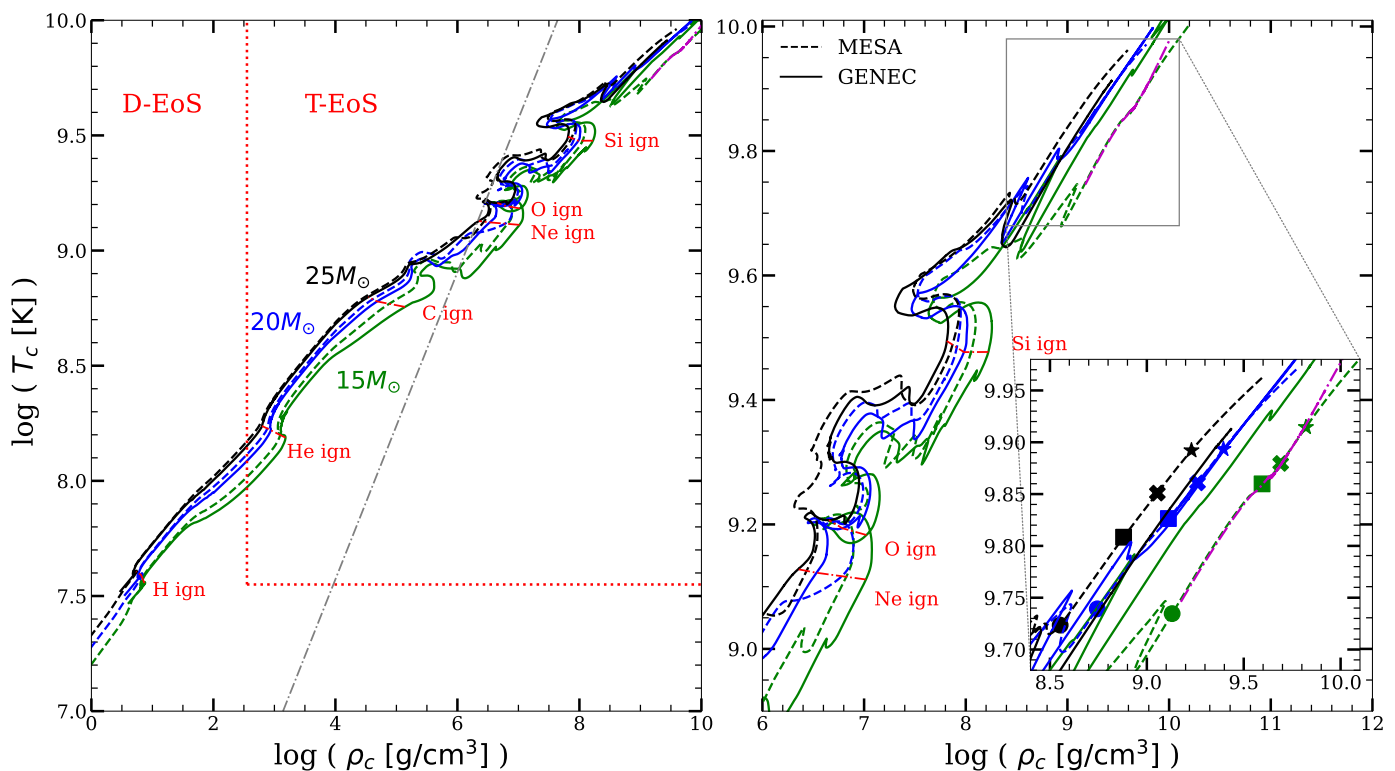 D-EoS
T-EoS
25M⊙
20M⊙
15M⊙
H ign
He ign
C ign
Ne ign
O ign
Si ign
10.0
9.5
9.0
8.5
8.0
7.5
7.0
0
2
4
6
8
10
log ( T_c [K] )
log ( ρ_c [g/cm³] )
MESA
GENEC
Si ign
O ign
Ne ign
10.0
9.8
9.6
9.4
9.2
9.0
6
7
8
9
10
11
12
log ( ρ_c [g/cm³] )
9.95
9.90
9.85
9.80
9.75
9.70
8.5
9.0
9.5
10.0